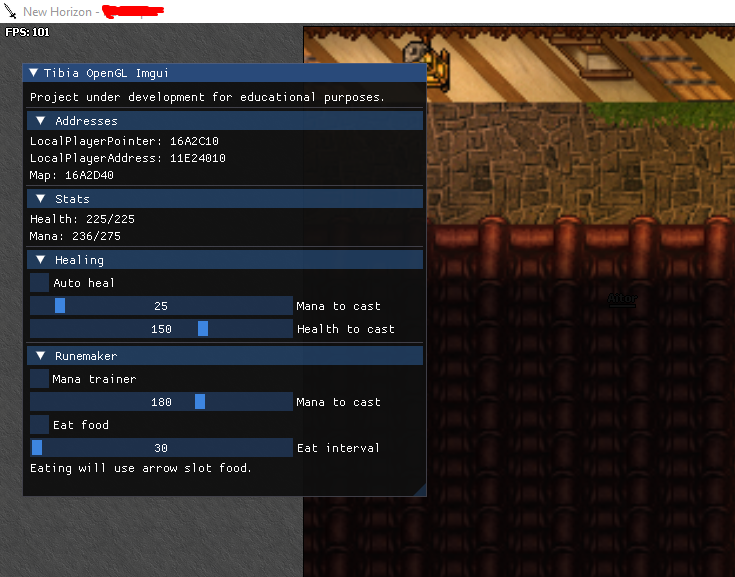 New Horizon -
FPS: 101
Tibia OpenGL Imgui
Project under development for educational purposes.
Addresses
LocalPlayerPointer: 16A2C10
LocalPlayerAddress: 11E24010
Map: 16A2D40
Stats
Health: 225/225
Mana: 236/275
Healing
Auto heal
25 Mana to cast
150 Health to cast
Runemaker
Mana trainer
180 Mana to cast
Eat food
30 Eat interval
Eating will use arrow slot food.
Aitor